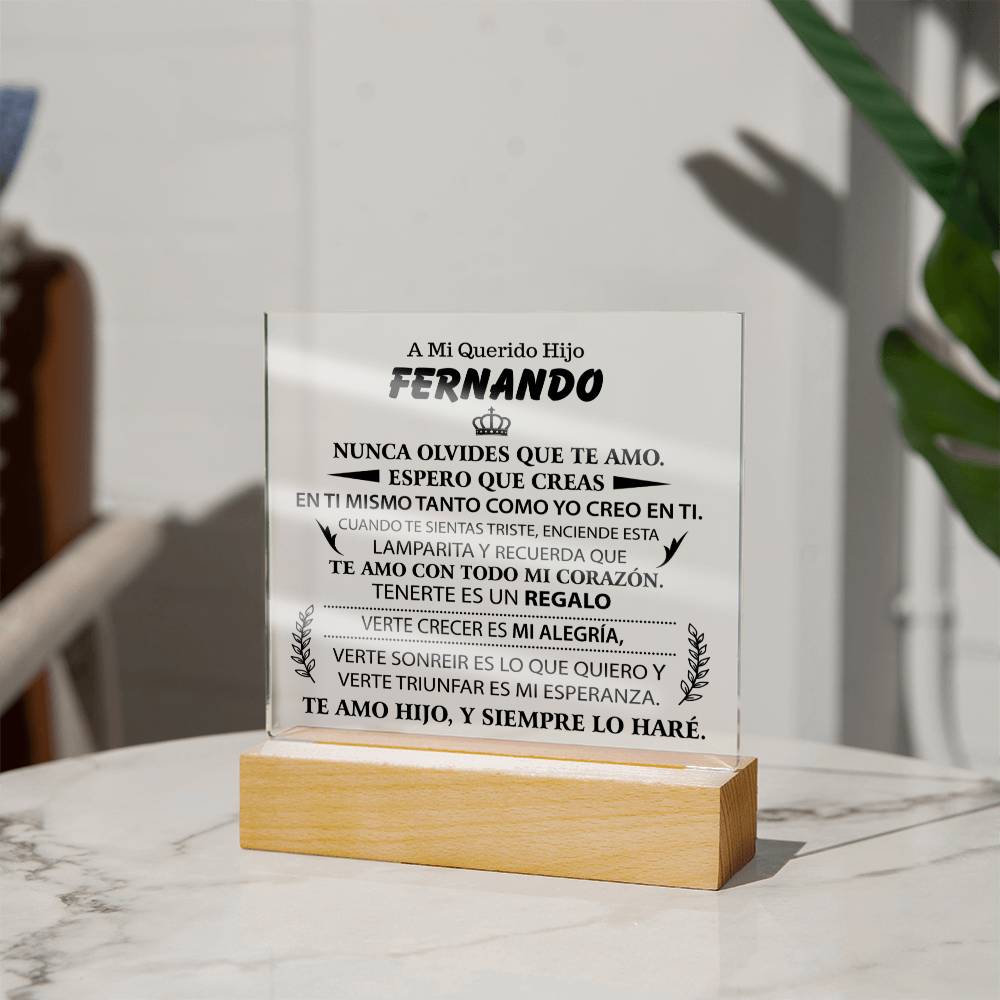 A Mi Querido Hijo
FERNANDO
NUNCA OLVIDES QUE TE AMO.
ESPERO QUE CREAS
EN TI MISMO TANTO COMO YO CREO EN TI.
CUANDO TE SIENTAS TRISTE, ENCIENDE ESTA
LAMPARITA Y RECUERDA QUE
TE AMO CON TODO MI CORAZÓN.
TENERTE ES UN REGALO
VERTE CRECER ES MI ALEGRÍA,
VERTE SONREIR ES LO QUE QUIERO Y
VERTE TRIUNFAR ES MI ESPERANZA.
TE AMO HIJO, Y SIEMPRE LO HARÉ.